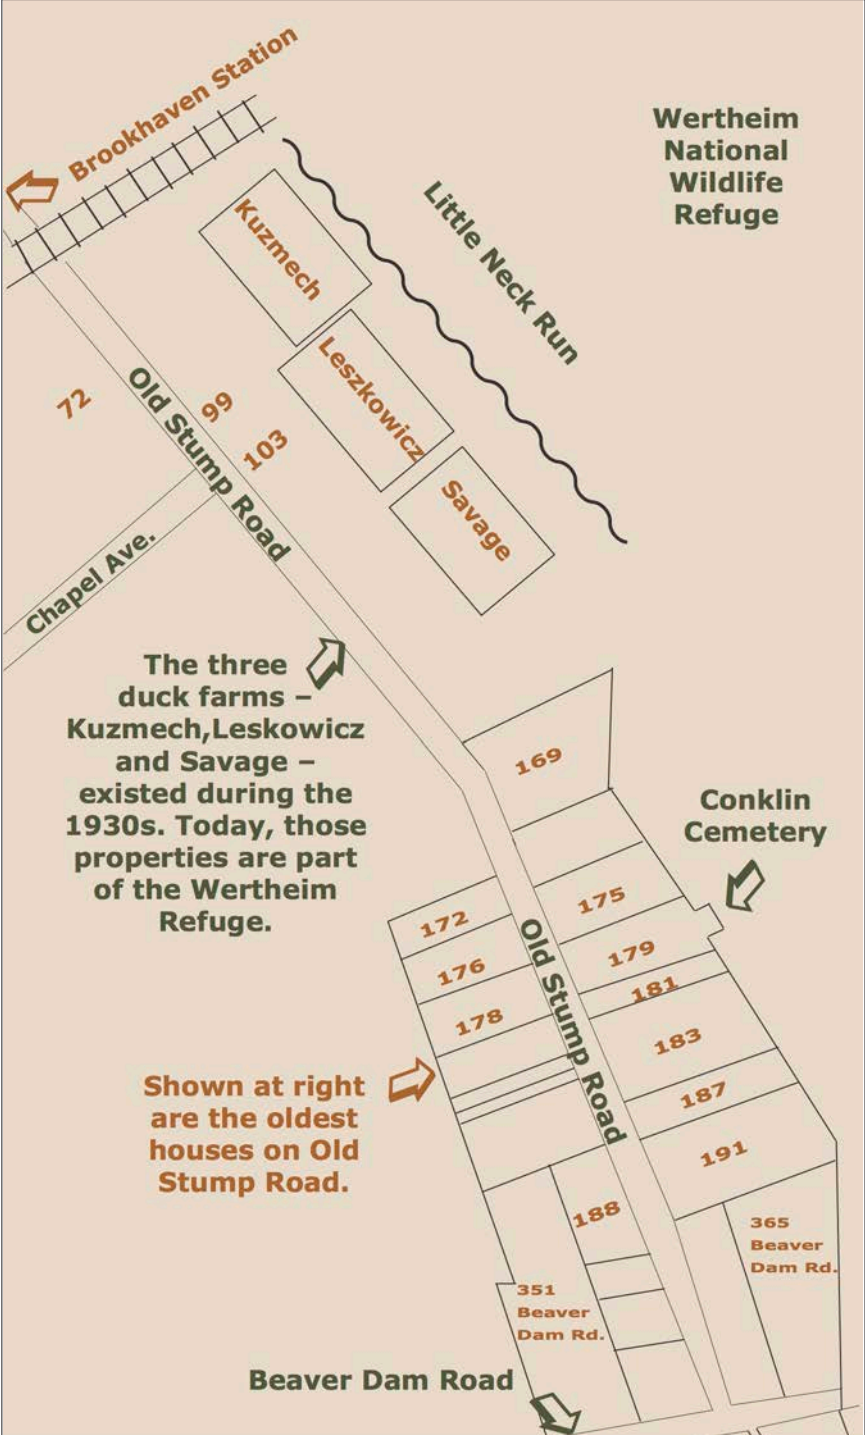 Brookhaven Station
Wertheim
National
Wildlife
Refuge
Little Neck Run
Kuzmech
Leszkowicz
Savage
72
Old Stump Road
99
103
Chapel Ave.
The three
duck farms –
Kuzmech,Leskowicz
and Savage –
existed during the
1930s. Today, those
properties are part
of the Wertheim
Refuge.
169
Conklin
Cemetery
172
175
176
179
178
181
Old Stump Road
183
187
191
Shown at right
are the oldest
houses on Old
Stump Road.
188
365
Beaver
Dam Rd.
351
Beaver
Dam Rd.
Beaver Dam Road